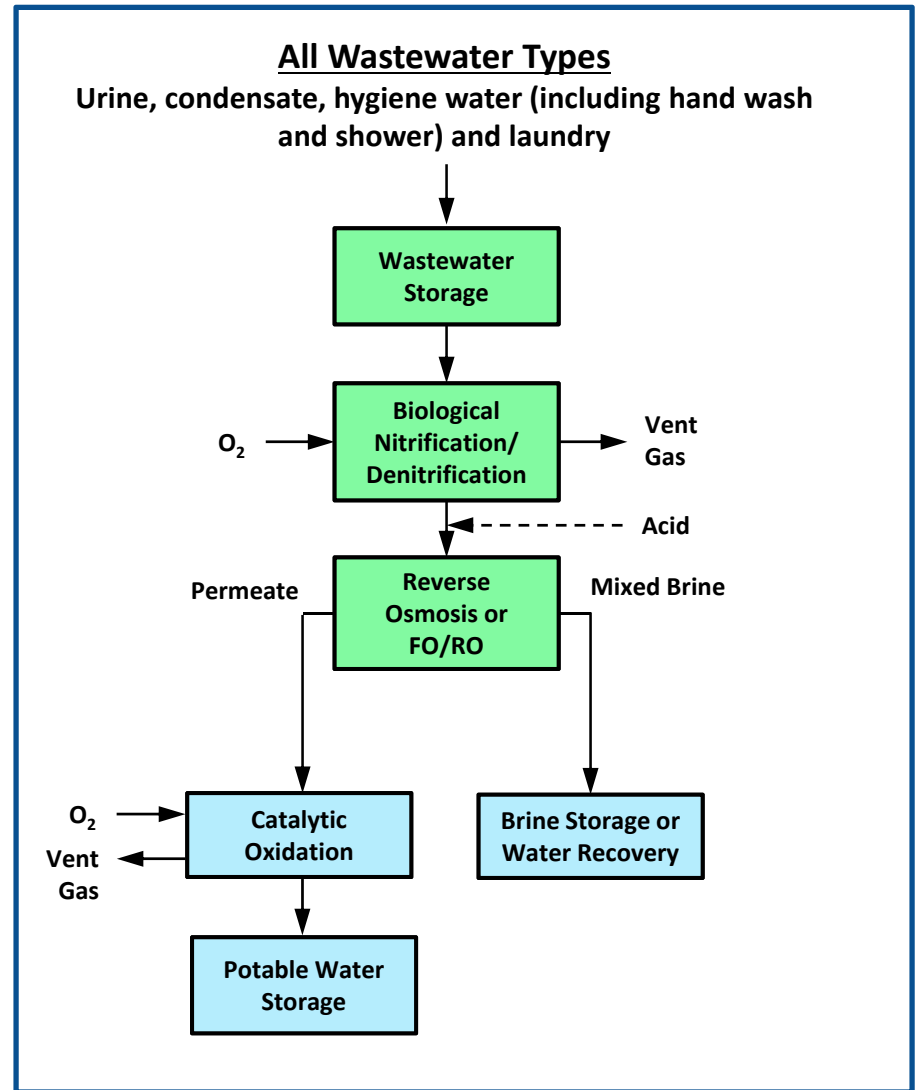 All Wastewater Types
Urine, condensate, hygiene water (including hand wash
and shower) and laundry
Wastewater
Storage
Biological
Nitrification/
Denitrification
O₂
Vent
Gas
Acid
Reverse
Osmosis or
FO/RO
Permeate
Mixed Brine
O₂
Vent
Gas
Catalytic
Oxidation
Brine Storage or
Water Recovery
Potable Water
Storage